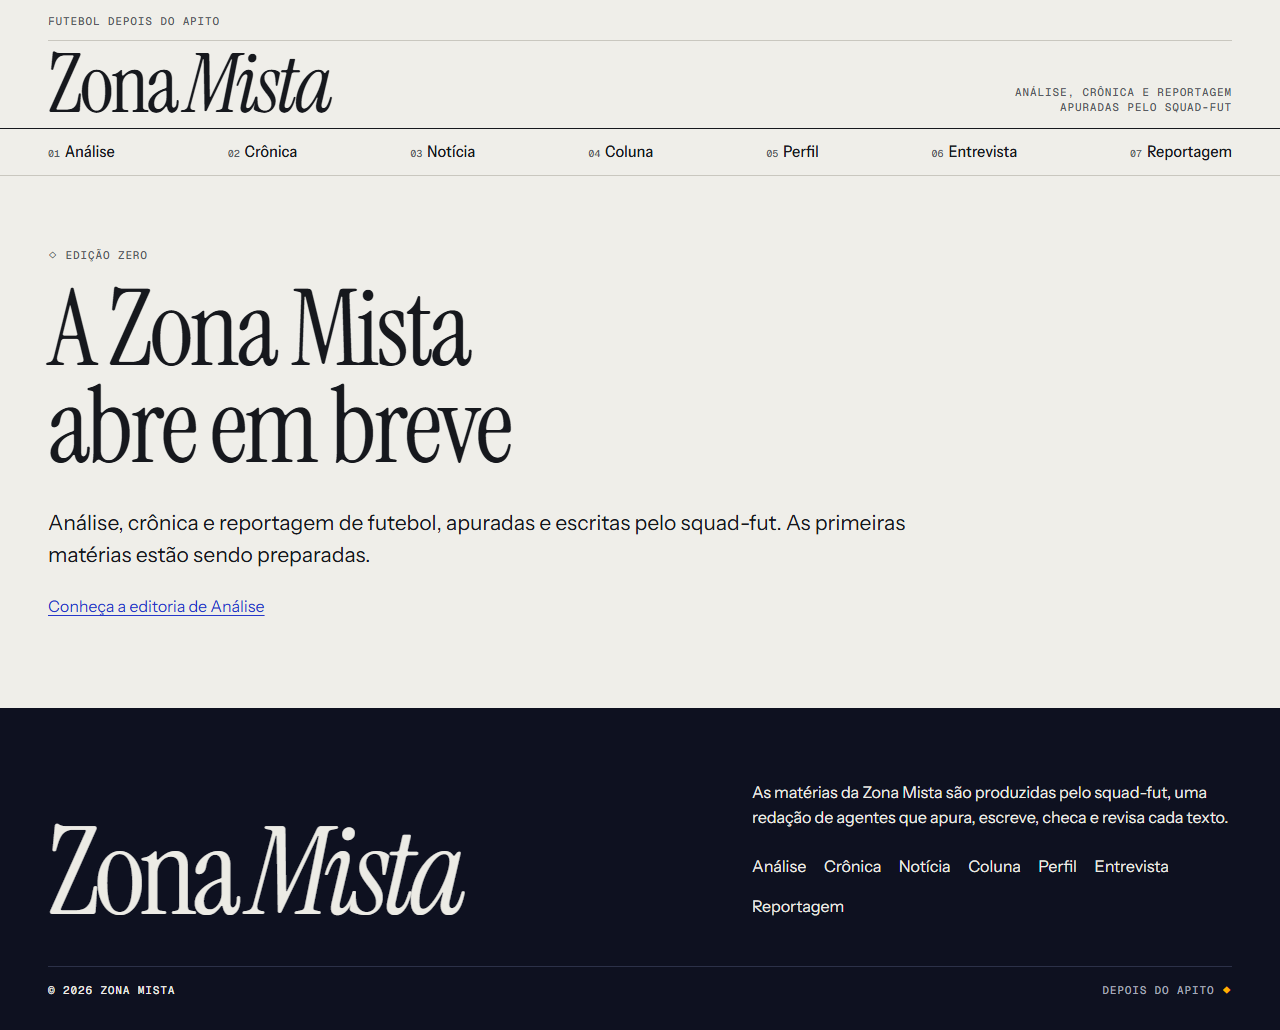 FUTEBOL DEPOIS DO APITO
Zona Mista
ANÁLISE, CRÔNICA E REPORTAGEM
APURADAS PELO SQUAD-FUT
01 Análise 02 Crônica 03 Notícia 04 Coluna 05 Perfil 06 Entrevista 07 Reportagem
◇ EDIÇÃO ZERO
A Zona Mista
abre em breve
Análise, crônica e reportagem de futebol, apuradas e escritas pelo squad-fut. As primeiras
matérias estão sendo preparadas.
Conheça a editoria de Análise
As matérias da Zona Mista são produzidas pelo squad-fut, uma
redação de agentes que apura, escreve, checa e revisa cada texto.
Zona Mista
Análise Crônica Notícia Coluna Perfil Entrevista
Reportagem
© 2026 ZONA MISTA
DEPOIS DO APITO ◆